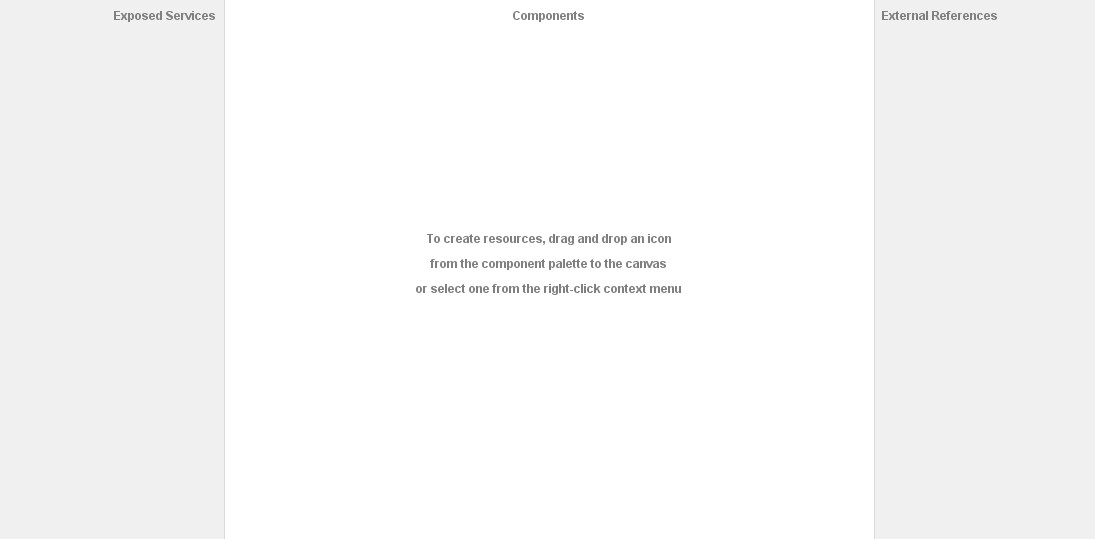 Exposed Services
Components
External References
To create resources, drag and drop an icon
from the component palette to the canvas
or select one from the right-click context menu